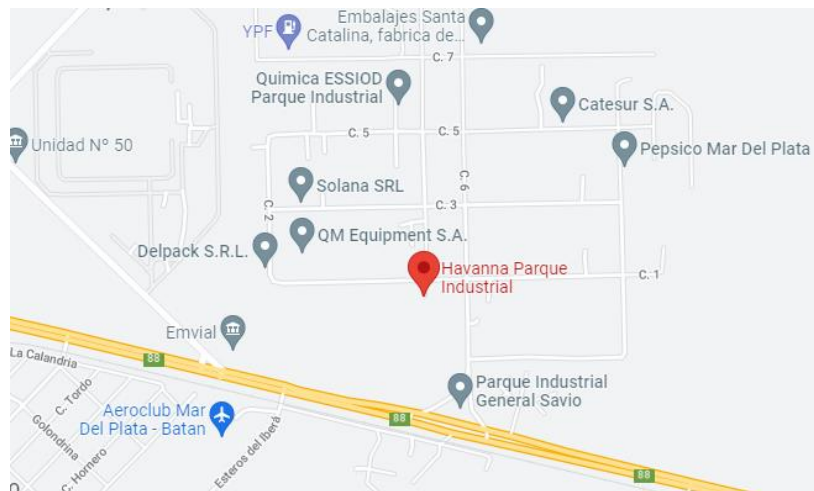 Embalajes Santa
Catalina, fabrica de...
YPF
C. 7
Quimica ESSIOD
Parque Industrial
Catesur S.A.
C. 5
C. 5
Unidad Nº 50
Pepsico Mar Del Plata
Solana SRL
C. 6
C. 2
C. 3
QM Equipment S.A.
Delpack S.R.L.
Havanna Parque
Industrial
C. 1
Emvial
La Calandria
88
Parque Industrial
General Savio
C. Tordo
Aeroclub Mar
Del Plata - Batan
88
Golondrina
Esteros del Iberá
C. Hornero
88